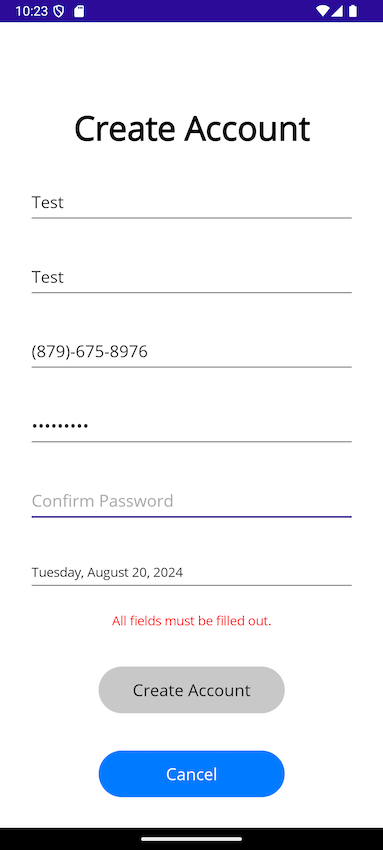 10:23
Create Account
Test
Test
(879)-675-8976
•••••••••
Confirm Password
Tuesday, August 20, 2024
All fields must be filled out.
Create Account
Cancel